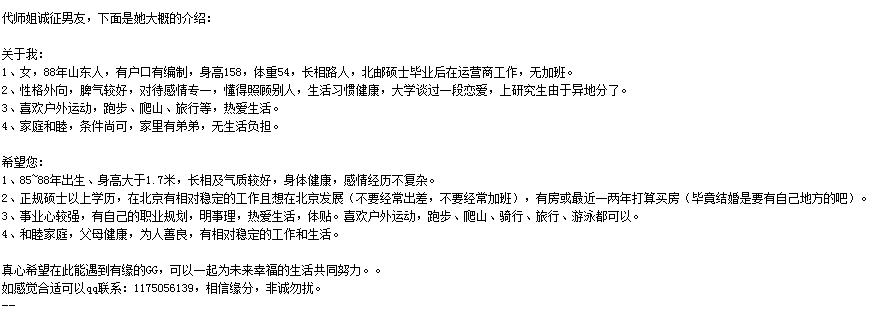 代师姐诚征男友，下面是她大概的介绍：
关于我：
1、女，88年山东人，有户口有编制，身高158，体重54，长相路人，北邮硕士毕业后在运营商工作，无加班。
2、性格外向，脾气较好，对待感情专一，懂得照顾别人，生活习惯健康，大学谈过一段恋爱，上研究生由于异地分了。
3、喜欢户外运动，跑步、爬山、旅行等，热爱生活。
4、家庭和睦，条件尚可，家里有弟弟，无生活负担。
希望您：
1、85~88年出生、身高大于1.7米，长相及气质较好，身体健康，感情经历不复杂。
2、正规硕士以上学历，在北京有相对稳定的工作且想在北京发展（不要经常出差，不要经常加班），有房或最近一两年打算买房（毕竟结婚是要有自己地方的吧）。
3、事业心较强，有自己的职业规划，明事理，热爱生活，体贴。喜欢户外运动，跑步、爬山、骑行、旅行、游泳都可以。
4、和睦家庭，父母健康，为人善良，有相对稳定的工作和生活。
真心希望在此能遇到有缘的GG，可以一起为未来幸福的生活共同努力。。
如感觉合适可以qq联系：1175056139，相信缘分，非诚勿扰。
--